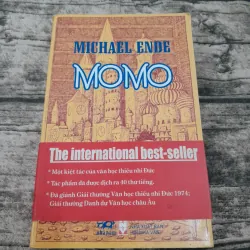 MICHAEL ENDE
MOMO
The international best-seller
* Một kiệt tác của văn học thiếu nhi Đức
* Tác phẩm đã được dịch ra 40 thứ tiếng.
* Đã giành Giải thưởng Văn học thiếu nhi Đức 1974;
Giải thưởng Danh dự Văn học châu Âu